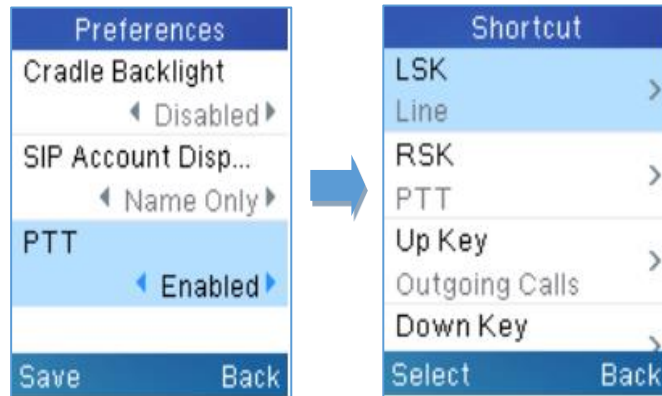 Preferences
Cradle Backlight
Disabled
SIP Account Disp...
Name Only
PTT
Enabled
Save Back
Shortcut
LSK
Line
RSK
PTT
Up Key
Outgoing Calls
Down Key
Select Back